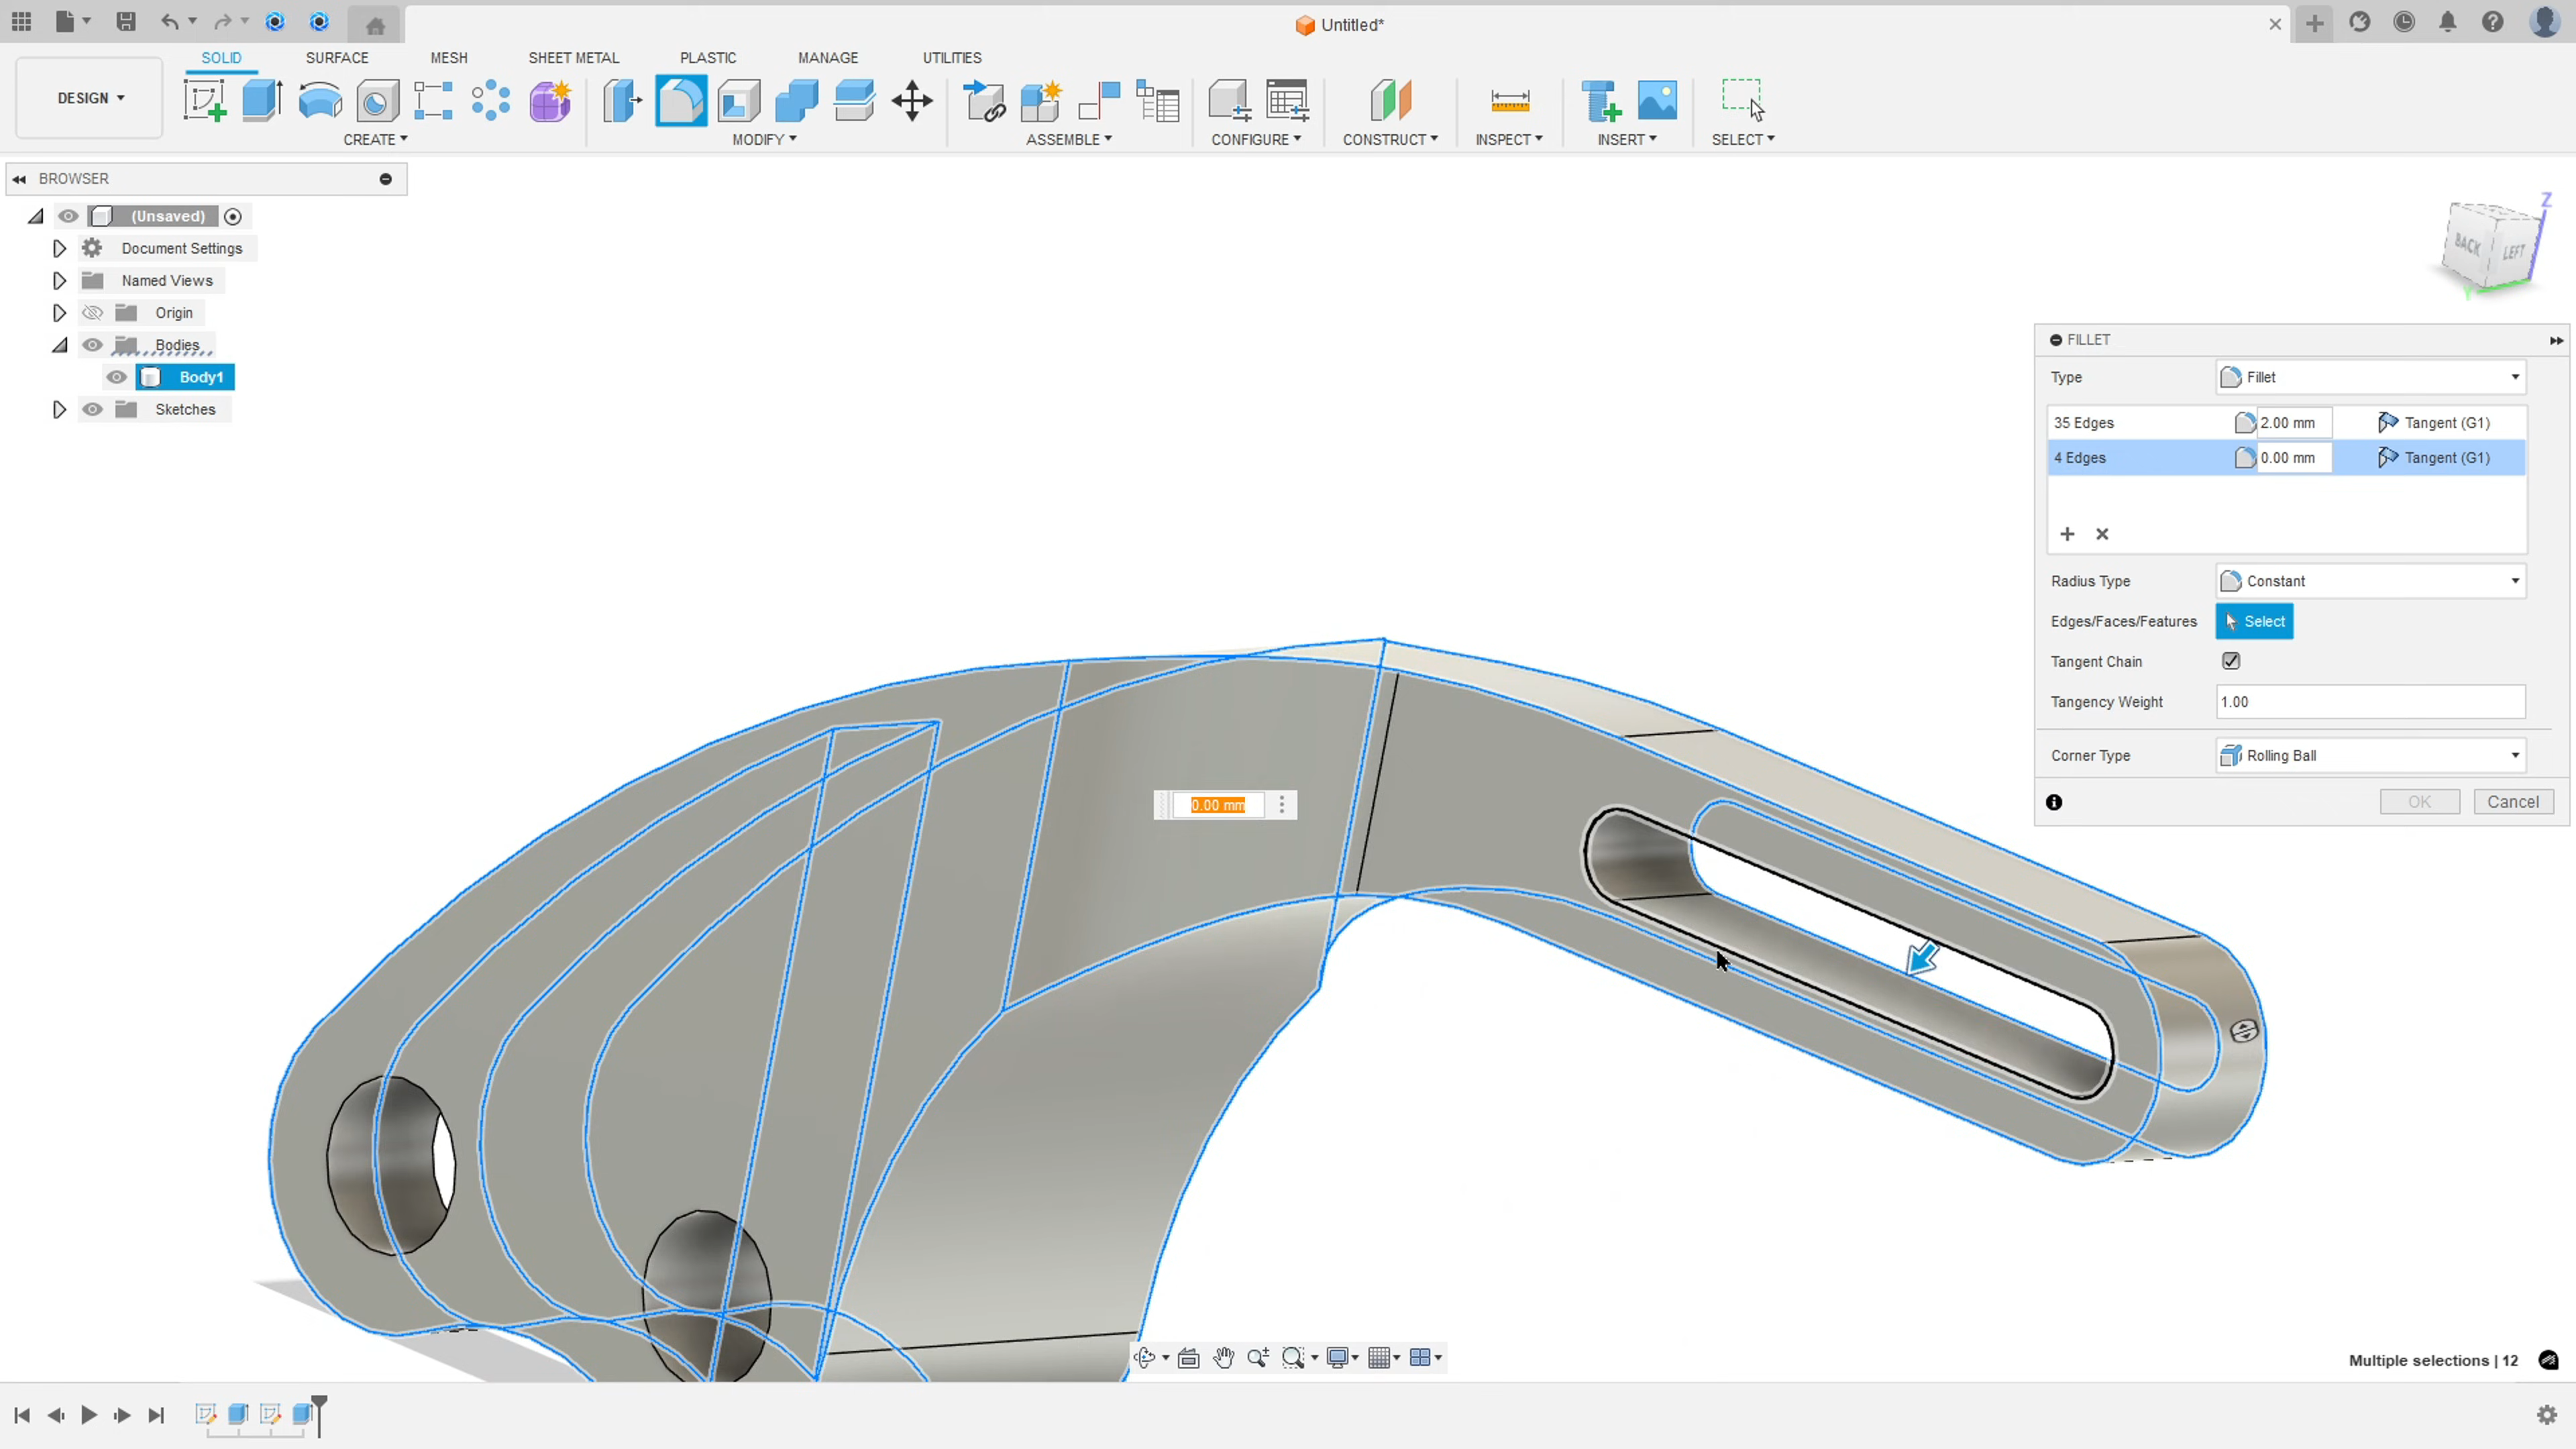 Untitled*
SOLID SURFACE MESH SHEET METAL PLASTIC MANAGE UTILITIES
DESIGN
CREATE MODIFY ASSEMBLE CONFIGURE CONSTRUCT INSPECT INSERT SELECT
BROWSER
(Unsaved)
Document Settings
Named Views
Origin
Bodies
Body1
Sketches
Z
BACK LEFT
Y
FILLET
Type Fillet
35 Edges 2.00 mm Tangent (G1)
4 Edges 0.00 mm Tangent (G1)
Radius Type Constant
Edges/Faces/Features Select
Tangent Chain
Tangency Weight 1.00
Corner Type Rolling Ball
OK Cancel
0.00 mm
Multiple selections | 12